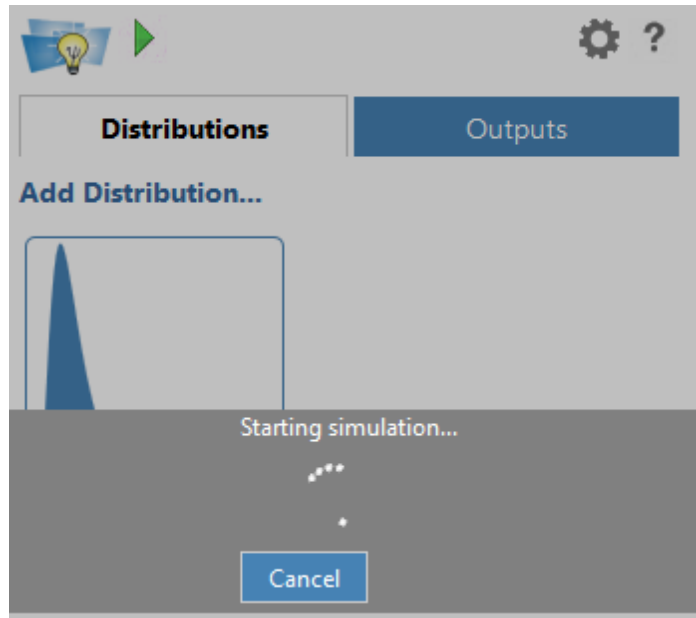 ?
Distributions
Outputs
Add Distribution...
Starting simulation...
Cancel